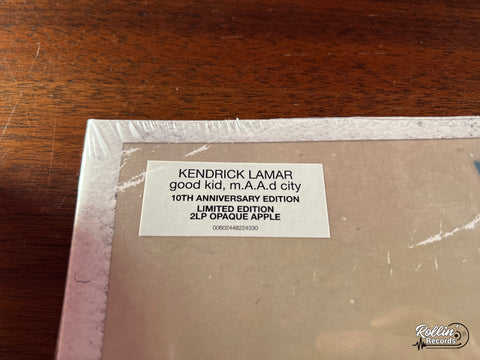 KENDRICK LAMAR
good kid, m.A.A.d city
10TH ANNIVERSARY EDITION
LIMITED EDITION
2LP OPAQUE APPLE
00602448224330
Rollin'
Records